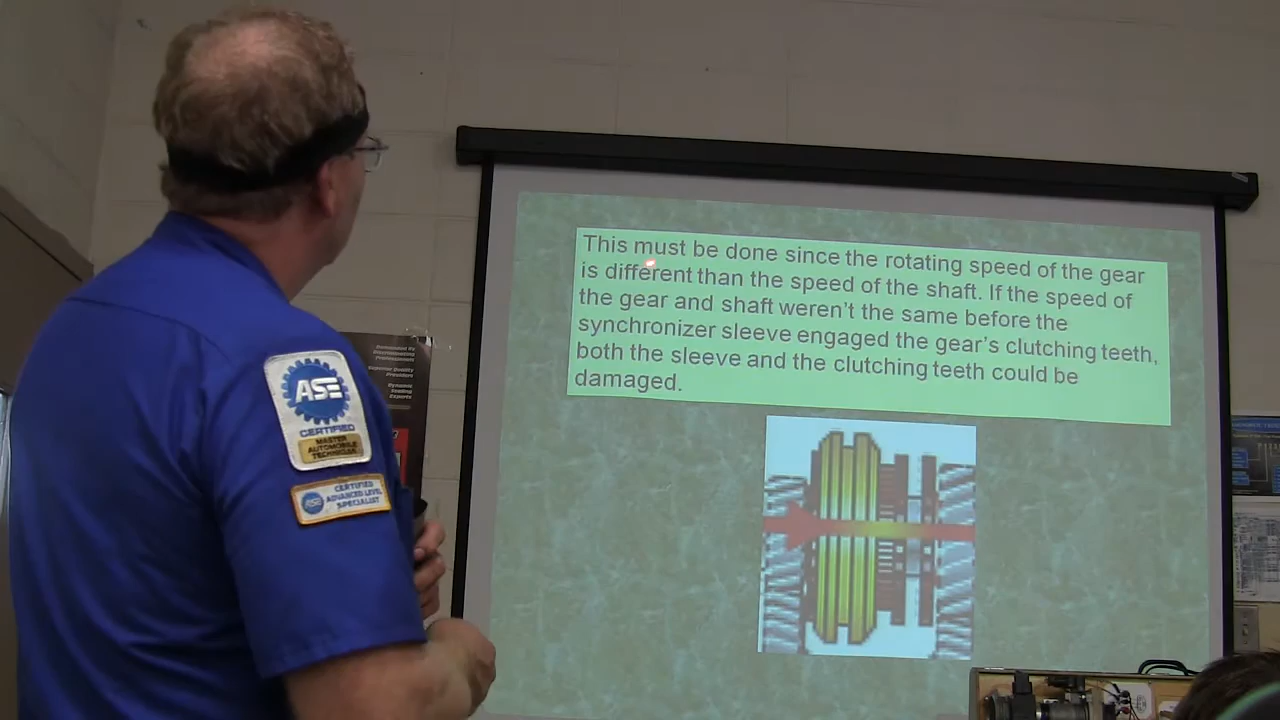 This must be done since the rotating speed of the gear
is different than the speed of the shaft. If the speed of
the gear and shaft weren't the same before the
synchronizer sleeve engaged the gear's clutching teeth,
both the sleeve and the clutching teeth could be
damaged.
ASE
CERTIFIED
MASTER
AUTOMOBILE
TECHNICIAN
ASE
CERTIFIED
ADVANCED LEVEL
SPECIALIST